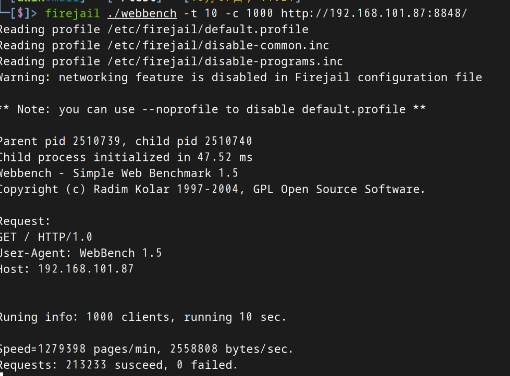 [$]> firejail ./webbench -t 10 -c 1000 http://192.168.101.87:8848/
Reading profile /etc/firejail/default.profile
Reading profile /etc/firejail/disable-common.inc
Reading profile /etc/firejail/disable-programs.inc
Warning: networking feature is disabled in Firejail configuration file
** Note: you can use --noprofile to disable default.profile **
Parent pid 2510739, child pid 2510740
Child process initialized in 47.52 ms
Webbench - Simple Web Benchmark 1.5
Copyright (c) Radim Kolar 1997-2004, GPL Open Source Software.
Request:
GET / HTTP/1.0
User-Agent: WebBench 1.5
Host: 192.168.101.87
Runing info: 1000 clients, running 10 sec.
Speed=1279398 pages/min, 2558808 bytes/sec.
Requests: 213233 susceed, 0 failed.